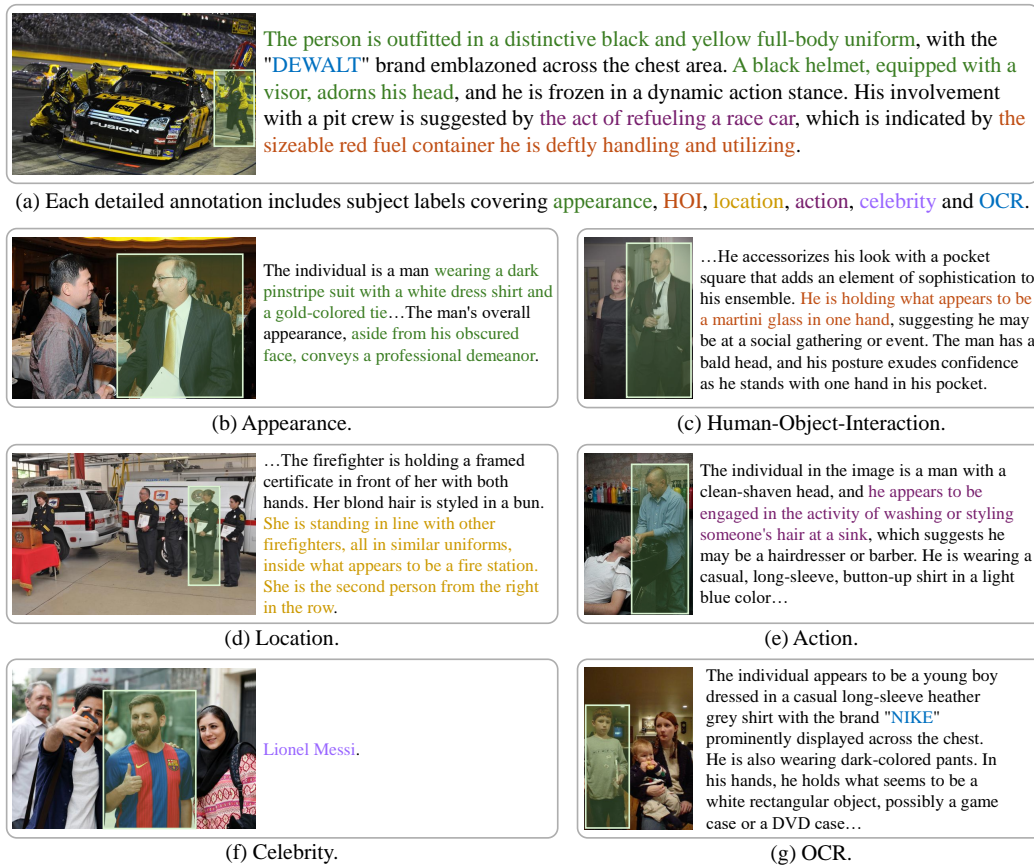 The person is outfitted in a distinctive black and yellow full-body uniform, with the
"DEWALT" brand emblazoned across the chest area. A black helmet, equipped with a
visor, adorns his head, and he is frozen in a dynamic action stance. His involvement
with a pit crew is suggested by the act of refueling a race car, which is indicated by the
sizeable red fuel container he is deftly handling and utilizing.
DEWALT
FUSION
(a) Each detailed annotation includes subject labels covering appearance, HOI, location, action, celebrity and OCR.
The individual is a man wearing a dark
pinstripe suit with a white dress shirt and
a gold-colored tie…The man's overall
appearance, aside from his obscured
face, conveys a professional demeanor.
(b) Appearance.
…He accessorizes his look with a pocket
square that adds an element of sophistication to
his ensemble. He is holding what appears to be
a martini glass in one hand, suggesting he may
be at a social gathering or event. The man has a
bald head, and his posture exudes confidence
as he stands with one hand in his pocket.
(c) Human-Object-Interaction.
…The firefighter is holding a framed
certificate in front of her with both
hands. Her blond hair is styled in a bun.
She is standing in line with other
firefighters, all in similar uniforms,
inside what appears to be a fire station.
She is the second person from the right
in the row.
(d) Location.
The individual in the image is a man with a
clean-shaven head, and he appears to be
engaged in the activity of washing or styling
someone's hair at a sink, which suggests he
may be a hairdresser or barber. He is wearing a
casual, long-sleeve, button-up shirt in a light
blue color…
(e) Action.
Lionel Messi.
(f) Celebrity.
The individual appears to be a young boy
dressed in a casual long-sleeve heather
grey shirt with the brand "NIKE"
prominently displayed across the chest.
He is also wearing dark-colored pants. In
his hands, he holds what seems to be a
white rectangular object, possibly a game
case or a DVD case…
(g) OCR.